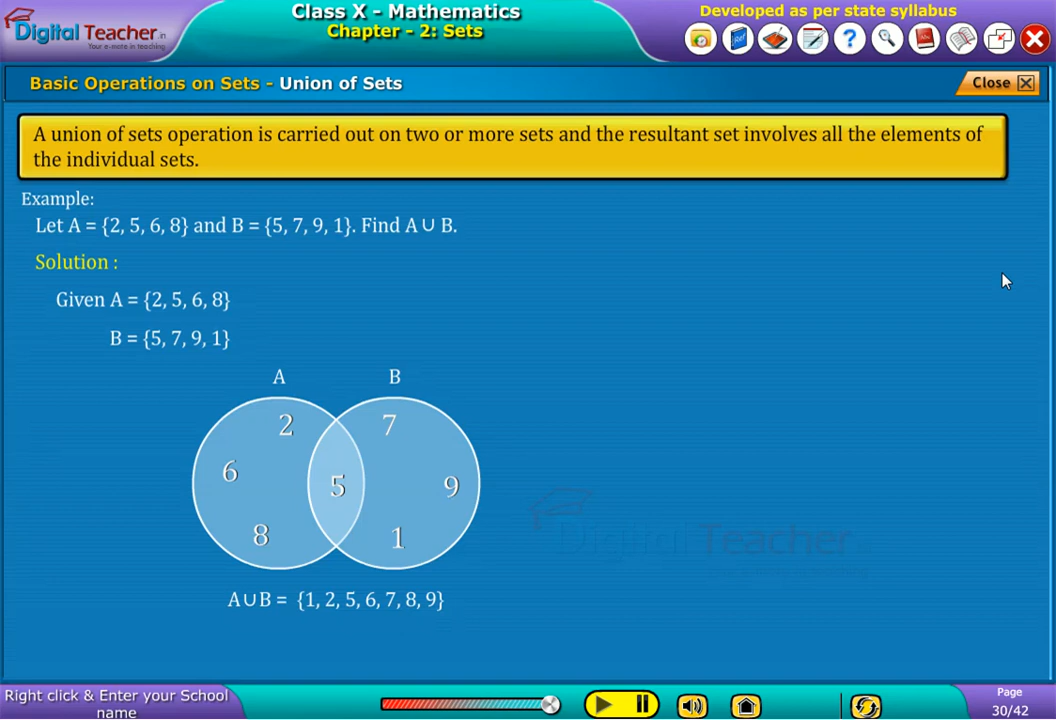 Digital Teacher.in
Your e-mate in teaching
Class X - Mathematics
Chapter - 2: Sets
Developed as per state syllabus
Ref
?
Basic Operations on Sets - Union of Sets
Close
A union of sets operation is carried out on two or more sets and the resultant set involves all the elements of
the individual sets.
Example:
Let A = {2, 5, 6, 8} and B = {5, 7, 9, 1}. Find A ∪ B.
Solution :
Given A = {2, 5, 6, 8}
B = {5, 7, 9, 1}
A B
2 7
6 5 9
8 1
Digital Teacher
A∪B = {1, 2, 5, 6, 7, 8, 9}
Right click & Enter your School
name
Page
30/42